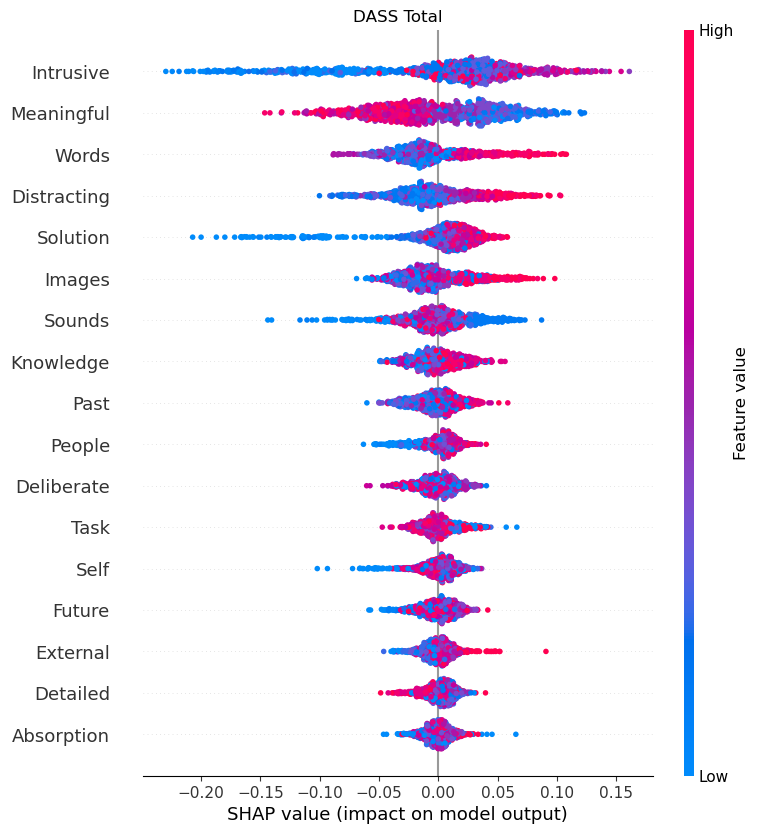 DASS Total
High
Intrusive
Meaningful
Words
Distracting
Solution
Images
Sounds
Knowledge
Past
People
Deliberate
Task
Self
Future
External
Detailed
Absorption
Feature value
Low
−0.20 −0.15 −0.10 −0.05 0.00 0.05 0.10 0.15
SHAP value (impact on model output)